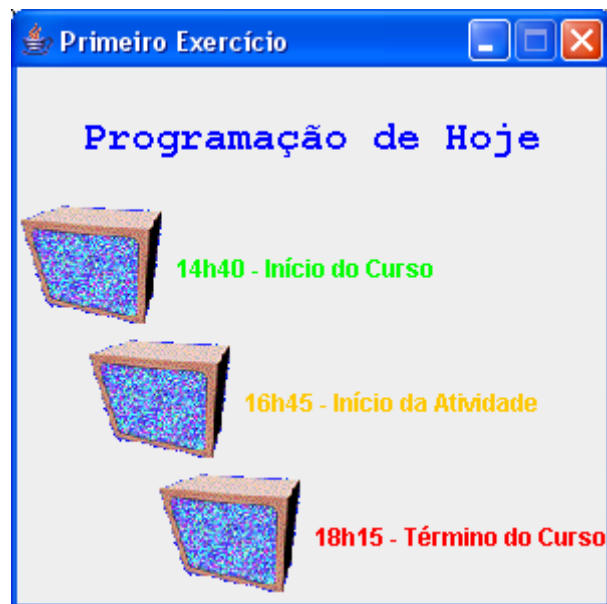 Primeiro Exercício
Programação de Hoje
14h40 - Início do Curso
16h45 - Início da Atividade
18h15 - Término do Curso